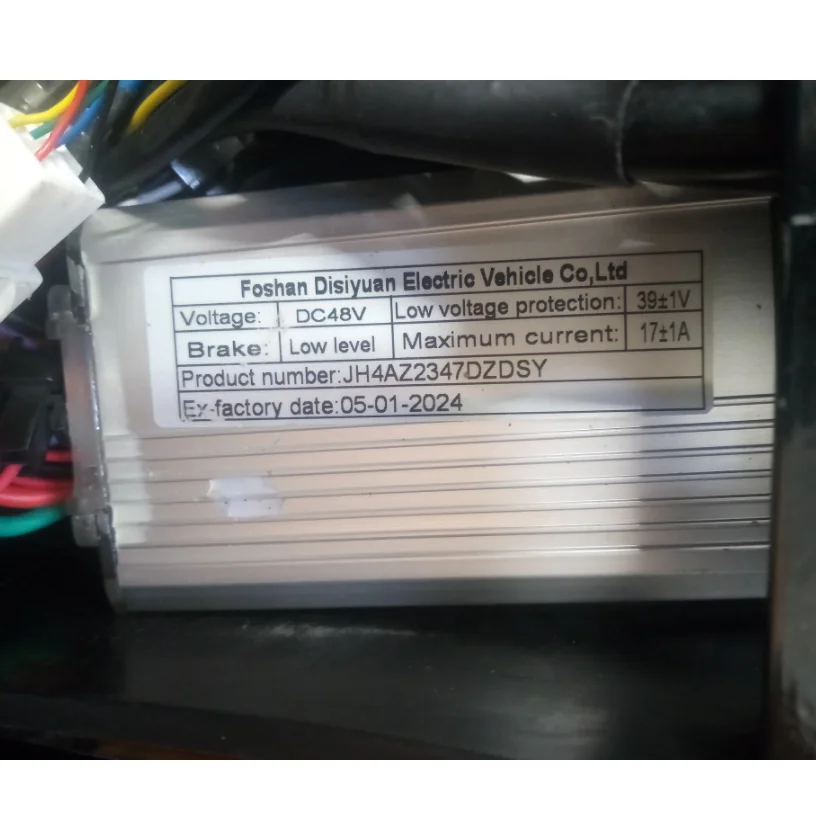 Foshan Disiyuan Electric Vehicle Co,Ltd
Voltage: DC48V Low voltage protection: 39±1V
Brake: Low level Maximum current: 17±1A
Product number:JH4AZ2347DZDSY
Ex-factory date:05-01-2024